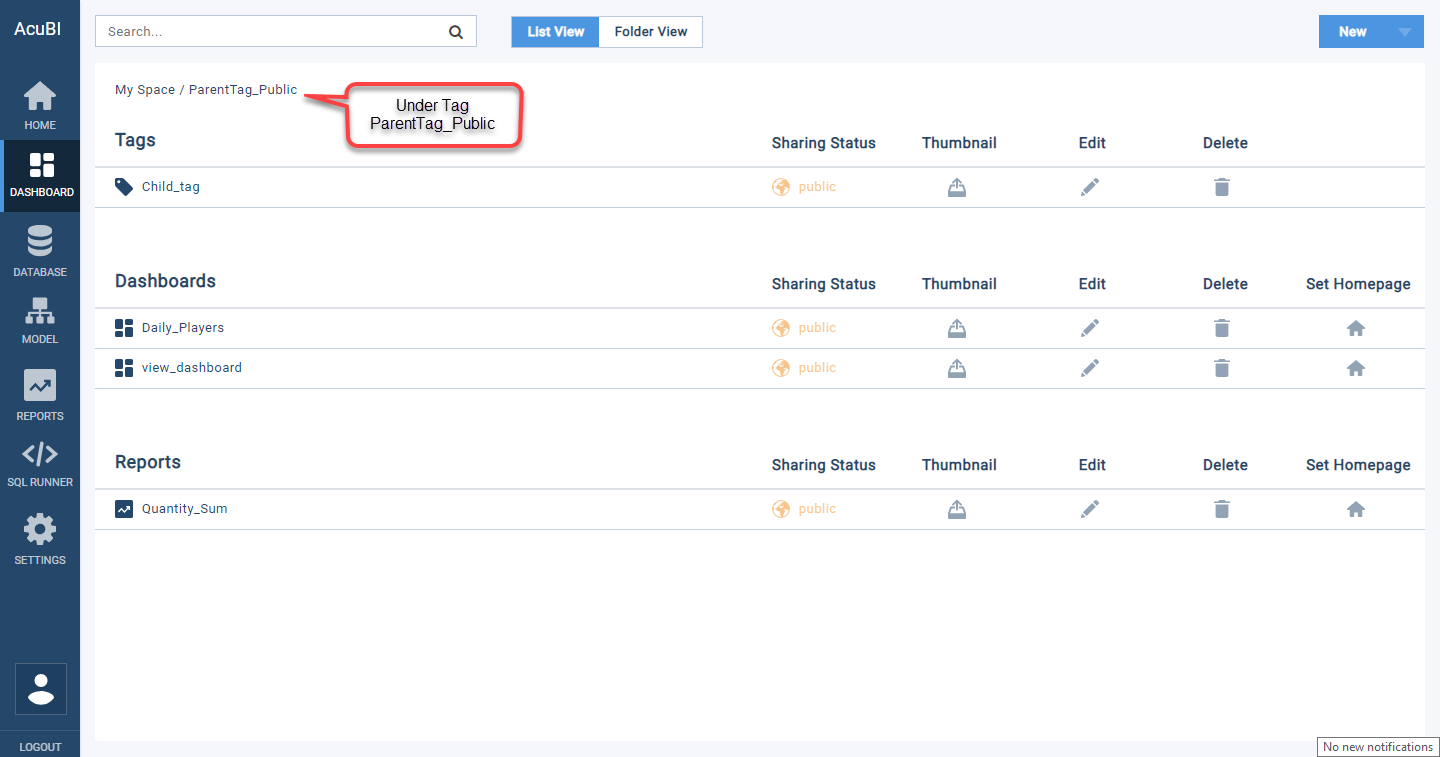 AcuBI
Search...
List View
Folder View
New
HOME
DASHBOARD
DATABASE
MODEL
REPORTS
SQL RUNNER
SETTINGS
LOGOUT
My Space / ParentTag_Public
Under Tag
ParentTag_Public
Tags Sharing Status Thumbnail Edit Delete
Child_tag public
Dashboards Sharing Status Thumbnail Edit Delete Set Homepage
Daily_Players public
view_dashboard public
Reports Sharing Status Thumbnail Edit Delete Set Homepage
Quantity_Sum public
No new notifications